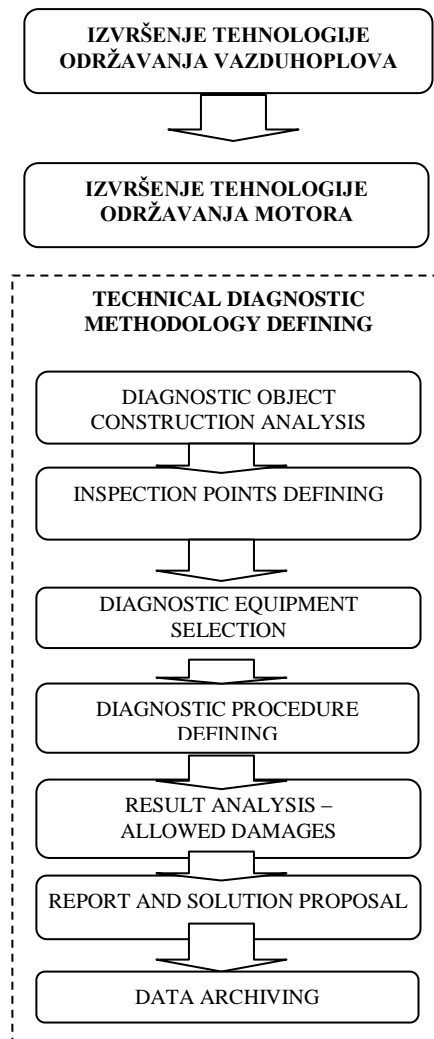 IZVRŠENJE TEHNOLOGIJE
ODRŽAVANJA VAZDUHOPLOVA
IZVRŠENJE TEHNOLOGIJE
ODRŽAVANJA MOTORA
TECHNICAL DIAGNOSTIC
METHODOLOGY DEFINING
DIAGNOSTIC OBJECT
CONSTRUCTION ANALYSIS
INSPECTION POINTS DEFINING
DIAGNOSTIC EQUIPMENT
SELECTION
DIAGNOSTIC PROCEDURE
DEFINING
RESULT ANALYSIS –
ALLOWED DAMAGES
REPORT AND SOLUTION PROPOSAL
DATA ARCHIVING